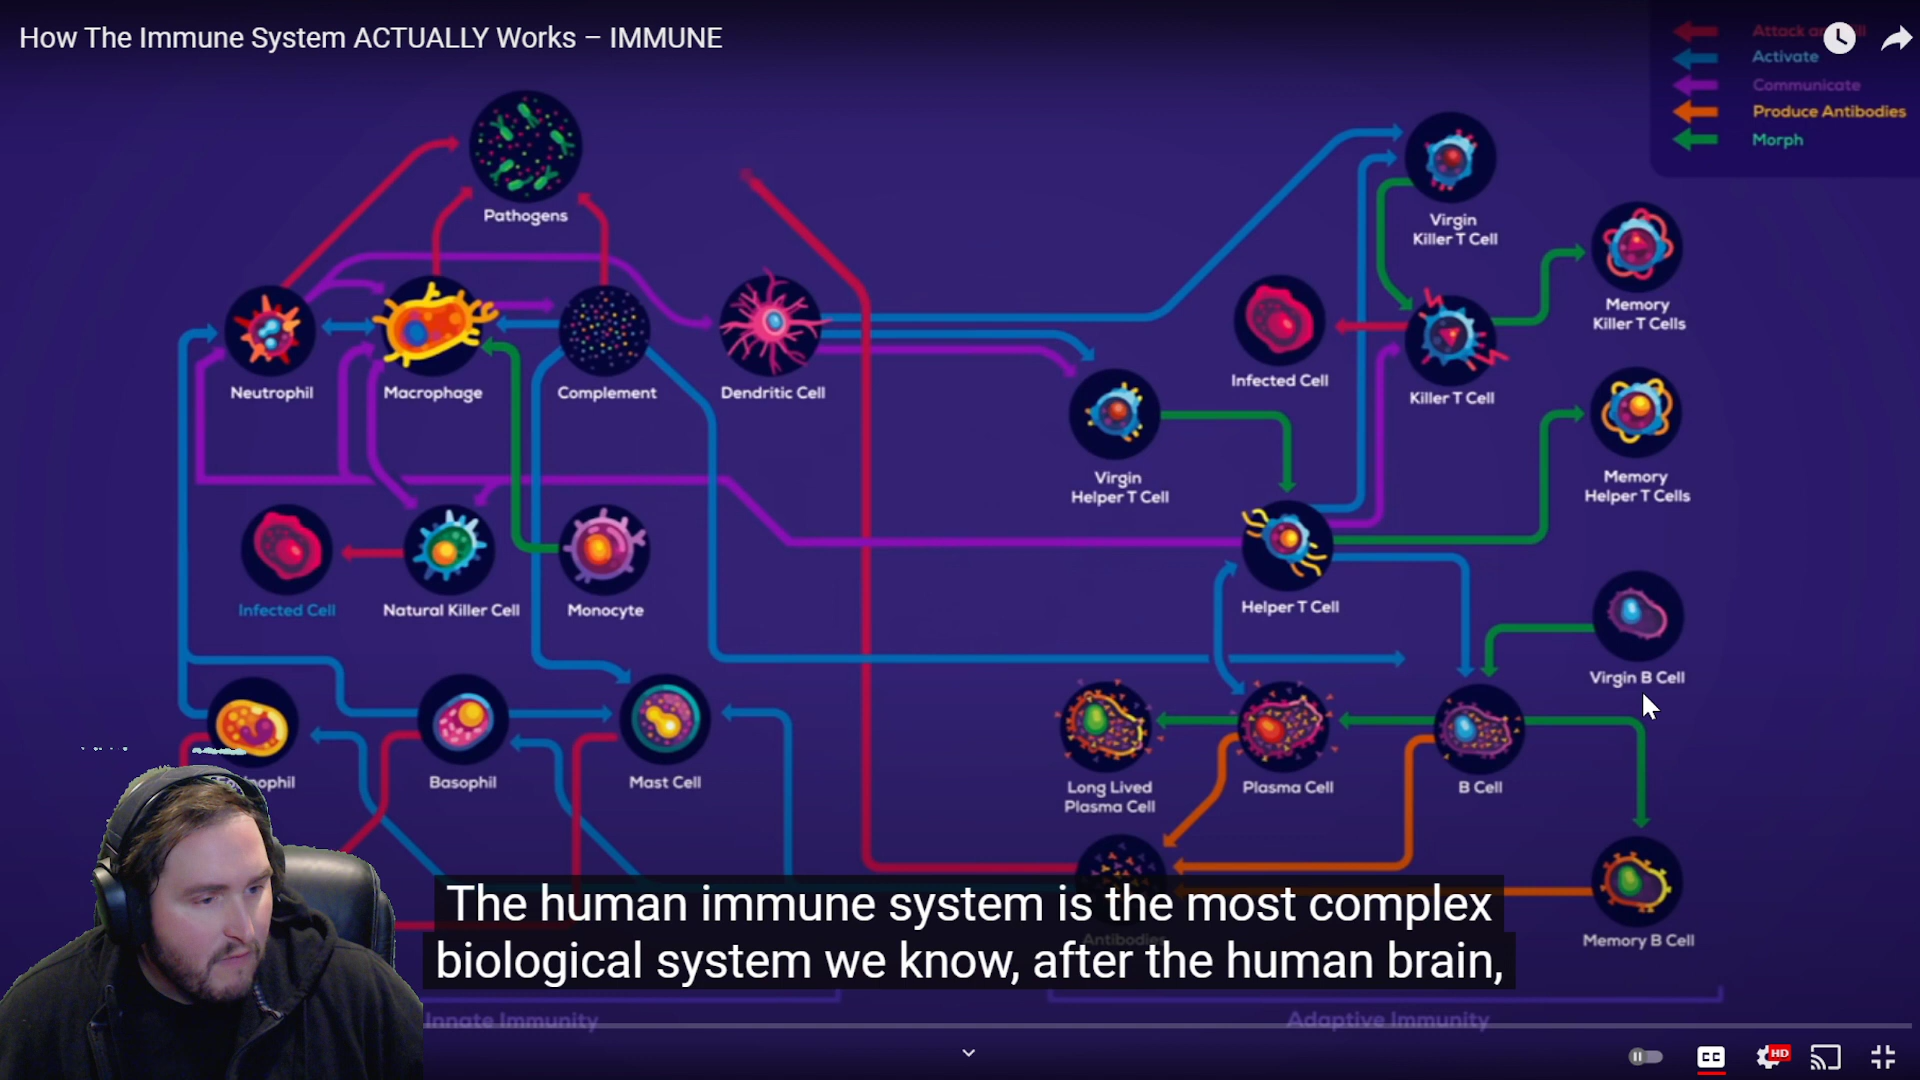 How The Immune System ACTUALLY Works – IMMUNE
Attack
Activate
Communicate
Produce Antibodies
Morph
Pathogens
Virgin
Killer T Cell
Memory
Killer T Cells
Infected Cell
Killer T Cell
Neutrophil
Macrophage
Complement
Dendritic Cell
Virgin
Helper T Cell
Memory
Helper T Cells
Infected Cell
Natural Killer Cell
Monocyte
Helper T Cell
Virgin B Cell
Basophil
Mast Cell
Long Lived
Plasma Cell
Plasma Cell
B Cell
Antibodies
Memory B Cell
The human immune system is the most complex
biological system we know, after the human brain,
Innate Immunity
Adaptive Immunity
CC
HD